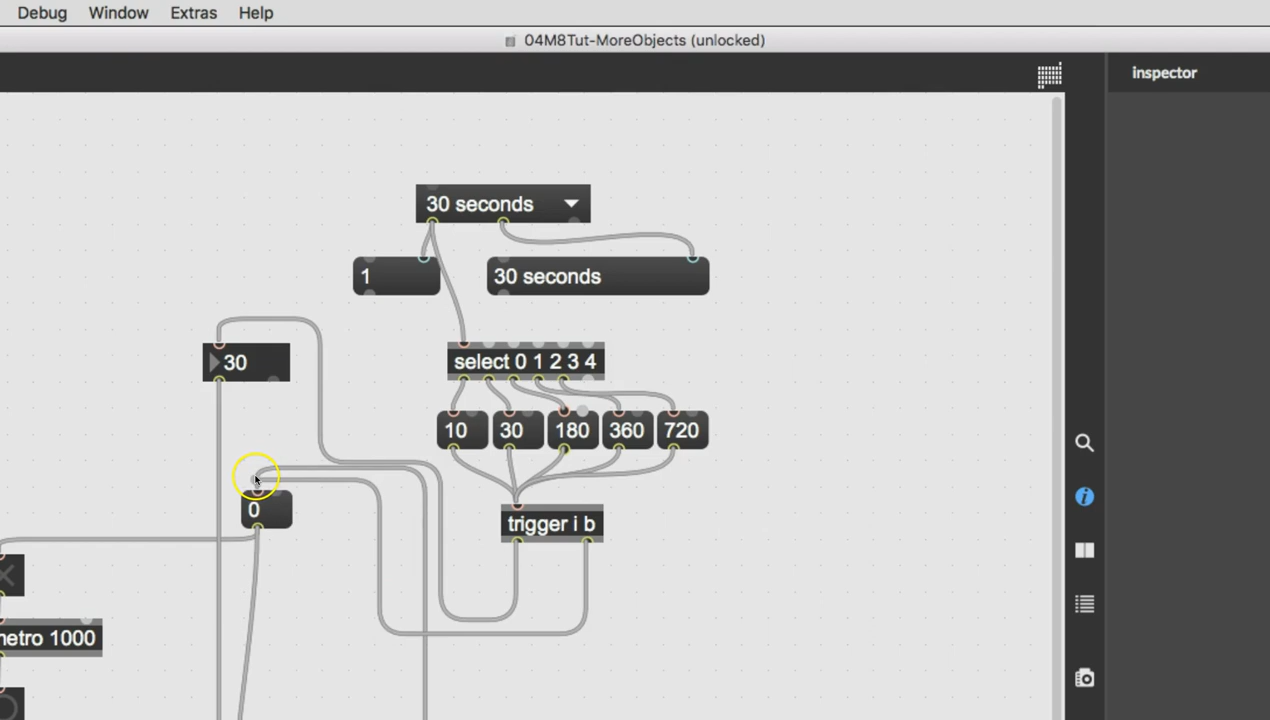 Debug Window Extras Help
04M8Tut-MoreObjects (unlocked)
inspector
30 seconds
1
30 seconds
30
select 0 1 2 3 4
10
30
180
360
720
0
trigger i b
netro 1000